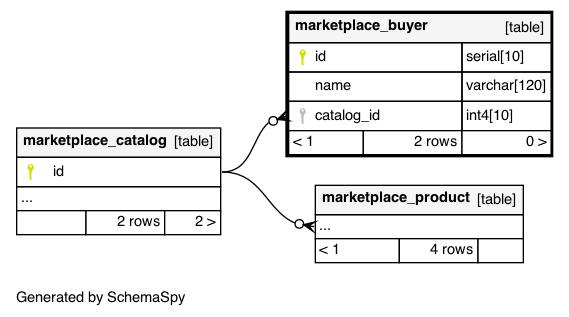 marketplace_buyer [table]
id serial[10]
name varchar[120]
catalog_id int4[10]
< 1 2 rows 0 >
marketplace_catalog [table]
id
...
2 rows 2 >
marketplace_product [table]
...
< 1 4 rows
Generated by SchemaSpy